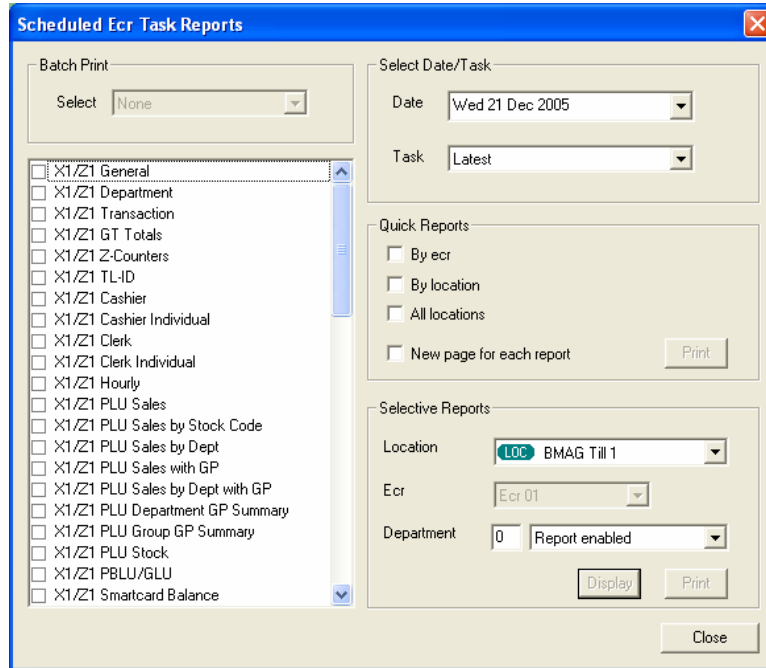 Scheduled Ecr Task Reports
Batch Print
Select None
X1/Z1 General
X1/Z1 Department
X1/Z1 Transaction
X1/Z1 GT Totals
X1/Z1 Z-Counters
X1/Z1 TL-ID
X1/Z1 Cashier
X1/Z1 Cashier Individual
X1/Z1 Clerk
X1/Z1 Clerk Individual
X1/Z1 Hourly
X1/Z1 PLU Sales
X1/Z1 PLU Sales by Stock Code
X1/Z1 PLU Sales by Dept
X1/Z1 PLU Sales with GP
X1/Z1 PLU Sales by Dept with GP
X1/Z1 PLU Department GP Summary
X1/Z1 PLU Group GP Summary
X1/Z1 PLU Stock
X1/Z1 PBLU/GLU
X1/Z1 Smartcard Balance
Select Date/Task
Date Wed 21 Dec 2005
Task Latest
Quick Reports
By ecr
By location
All locations
New page for each report Print
Selective Reports
Location LOC BMAG Till 1
Ecr Ecr 01
Department 0 Report enabled
Display Print
Close